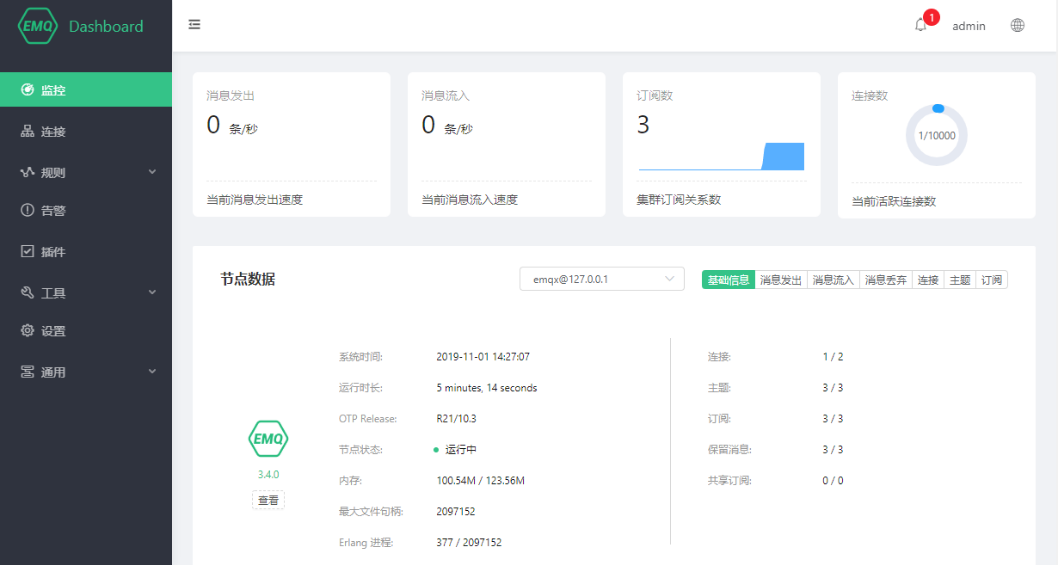 EMQ Dashboard
1
admin
监控
连接
规则
告警
插件
工具
设置
通用
消息发出
0 条/秒
当前消息发出速度
消息流入
0 条/秒
当前消息流入速度
订阅数
3
集群订阅关系数
连接数
1/10000
当前活跃连接数
节点数据
emqx@127.0.0.1
基础信息 消息发出 消息流入 消息丢弃 连接 主题 订阅
EMQ
3.4.0
查看
系统时间: 2019-11-01 14:27:07
运行时长: 5 minutes, 14 seconds
OTP Release: R21/10.3
节点状态: 运行中
内存: 100.54M / 123.56M
最大文件句柄: 2097152
Erlang 进程: 377 / 2097152
连接: 1 / 2
主题: 3 / 3
订阅: 3 / 3
保留消息: 3 / 3
共享订阅: 0 / 0